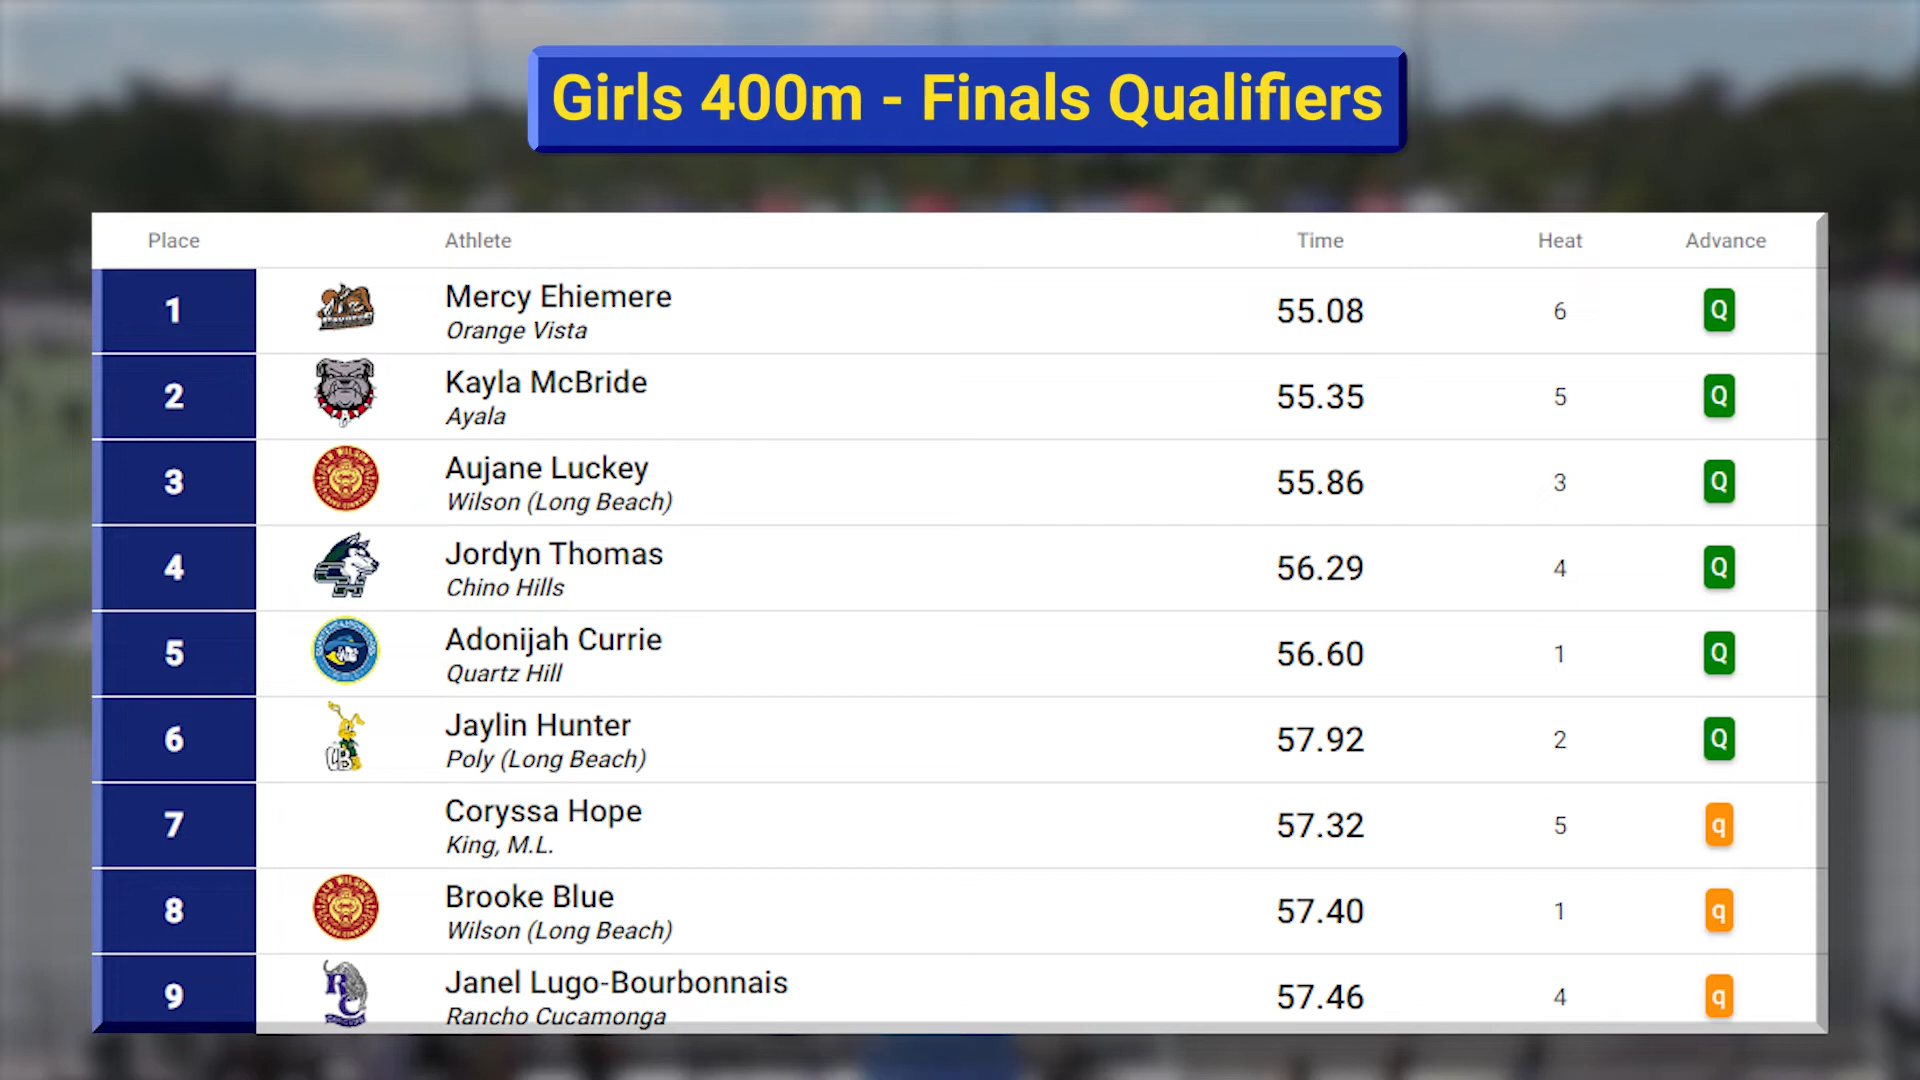 Girls 400m - Finals Qualifiers
Place Athlete Time Heat Advance
1 Mercy Ehiemere 55.08 6 Q
Orange Vista
2 Kayla McBride 55.35 5 Q
Ayala
3 Aujane Luckey 55.86 3 Q
Wilson (Long Beach)
4 Jordyn Thomas 56.29 4 Q
Chino Hills
5 Adonijah Currie 56.60 1 Q
Quartz Hill
6 Jaylin Hunter 57.92 2 Q
Poly (Long Beach)
7 Coryssa Hope 57.32 5 q
King, M.L.
8 Brooke Blue 57.40 1 q
Wilson (Long Beach)
9 RC Janel Lugo-Bourbonnais 57.46 4 q
Rancho Cucamonga